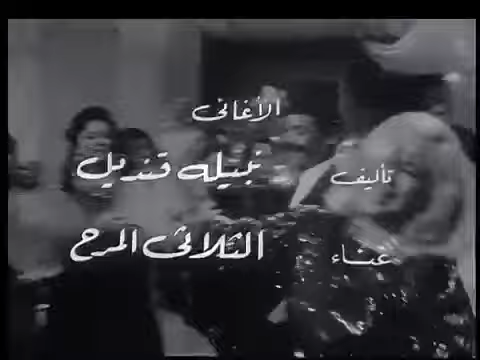 الأغانى
تأليف نبيله قنديل
غناء الثلاثى المرح